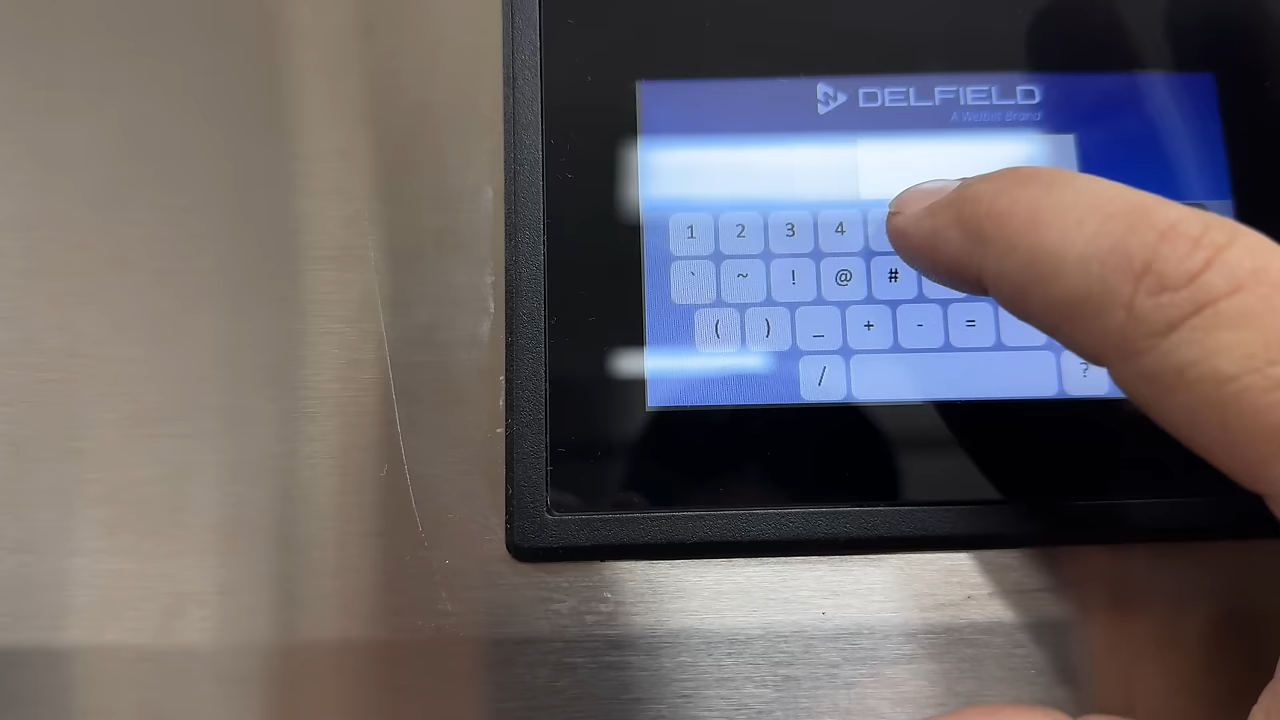 DELFIELD
A Welbilt Brand
1 2 3 4
` ~ ! @ #
( ) _ + - =
/ ?